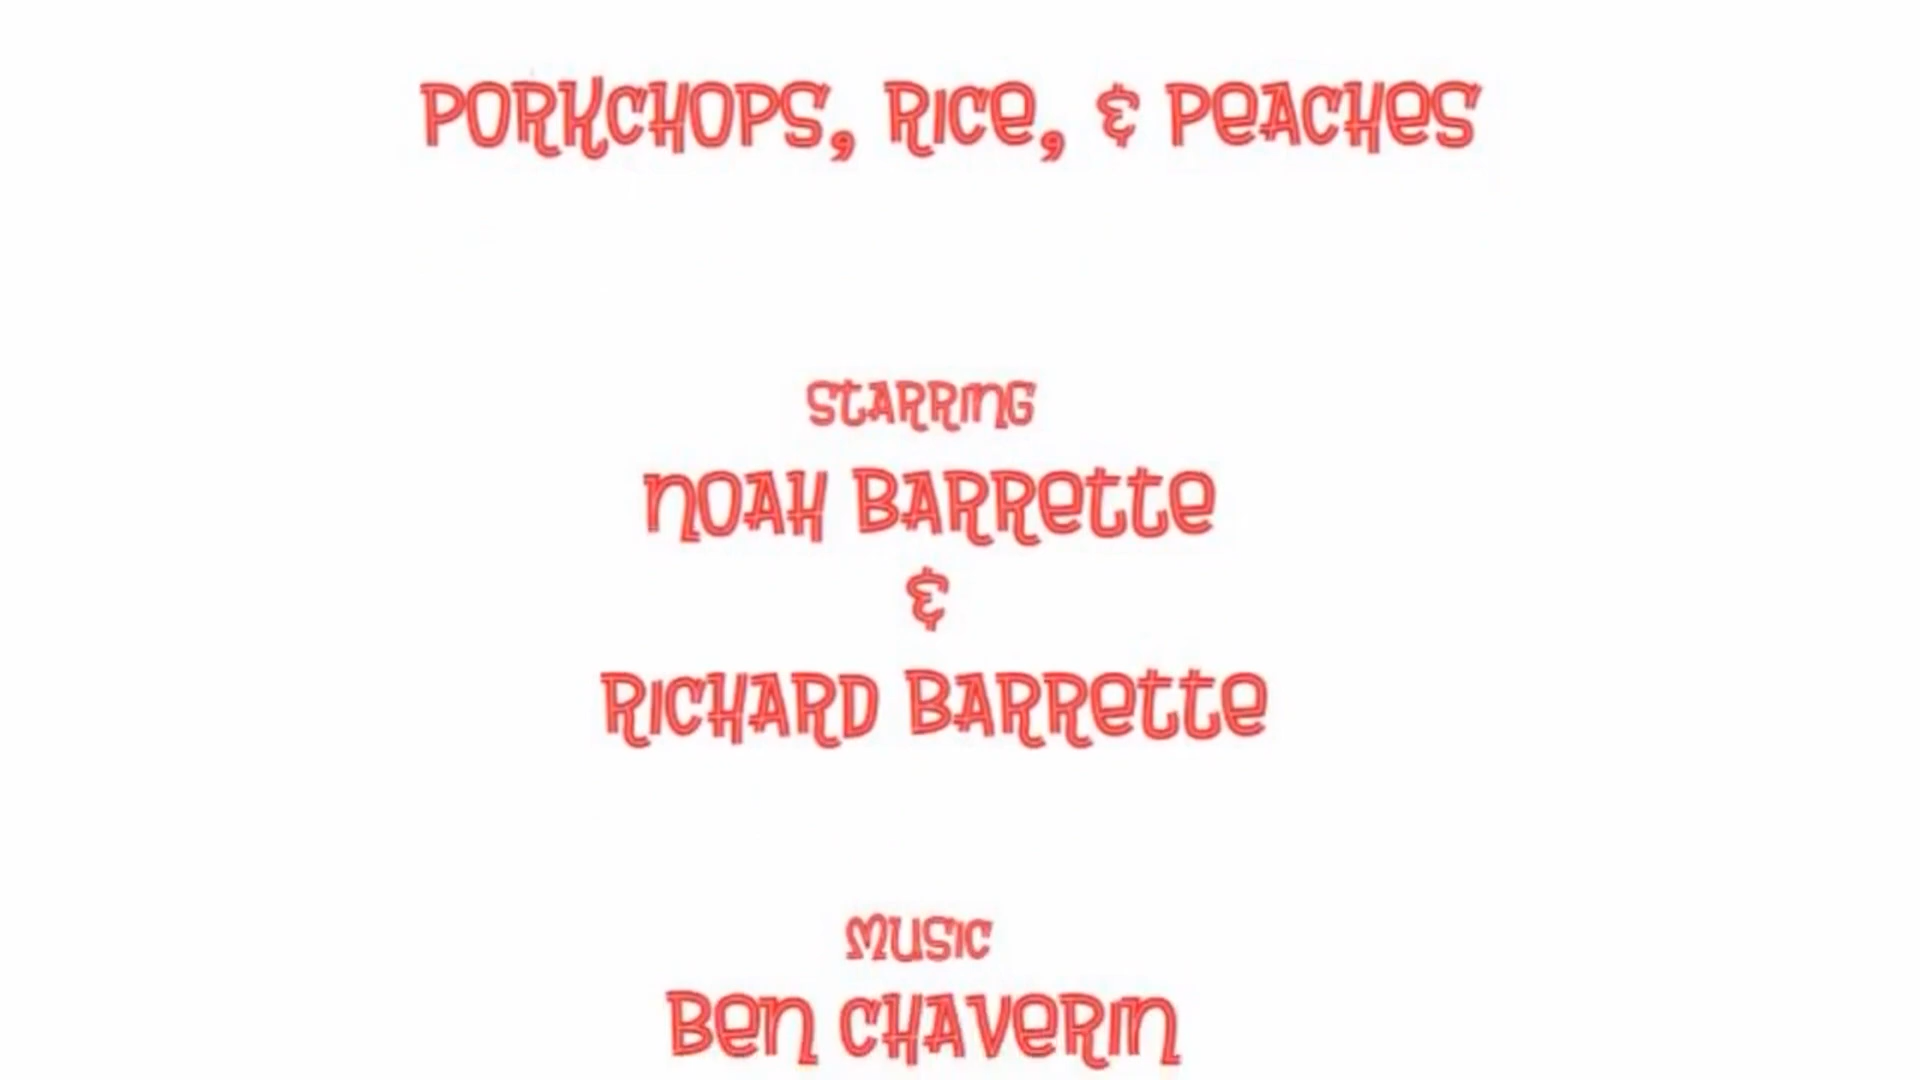 PORKCHOPS, RICE, & PEACHES
STARRING
NOAH BARRETTE
&
RICHARD BARRETTE
MUSIC
BEN CHAVERIN